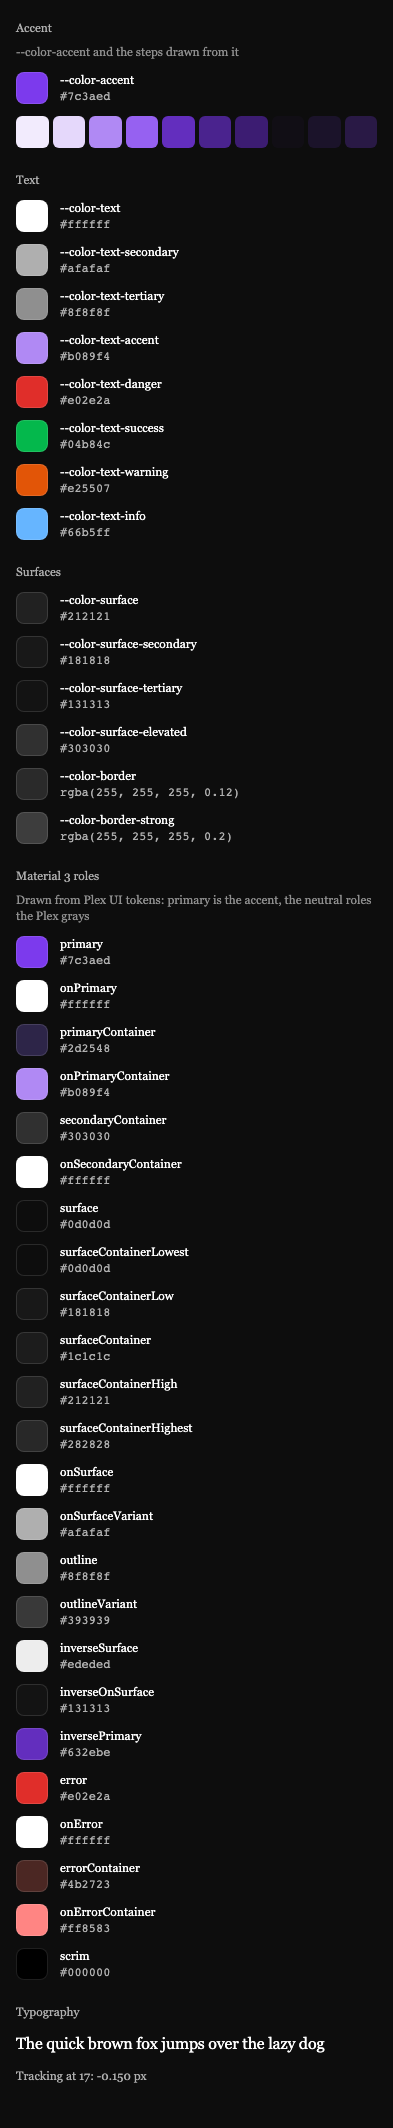 Accent
--color-accent and the steps drawn from it
--color-accent
#7c3aed
Text
--color-text
#ffffff
--color-text-secondary
#afafaf
--color-text-tertiary
#8f8f8f
--color-text-accent
#b089f4
--color-text-danger
#e02e2a
--color-text-success
#04b84c
--color-text-warning
#e25507
--color-text-info
#66b5ff
Surfaces
--color-surface
#212121
--color-surface-secondary
#181818
--color-surface-tertiary
#131313
--color-surface-elevated
#303030
--color-border
rgba(255, 255, 255, 0.12)
--color-border-strong
rgba(255, 255, 255, 0.2)
Material 3 roles
Drawn from Plex UI tokens: primary is the accent, the neutral roles
the Plex grays
primary
#7c3aed
onPrimary
#ffffff
primaryContainer
#2d2548
onPrimaryContainer
#b089f4
secondaryContainer
#303030
onSecondaryContainer
#ffffff
surface
#0d0d0d
surfaceContainerLowest
#0d0d0d
surfaceContainerLow
#181818
surfaceContainer
#1c1c1c
surfaceContainerHigh
#212121
surfaceContainerHighest
#282828
onSurface
#ffffff
onSurfaceVariant
#afafaf
outline
#8f8f8f
outlineVariant
#393939
inverseSurface
#ededed
inverseOnSurface
#131313
inversePrimary
#632ebe
error
#e02e2a
onError
#ffffff
errorContainer
#4b2723
onErrorContainer
#ff8583
scrim
#000000
Typography
The quick brown fox jumps over the lazy dog
Tracking at 17: -0.150 px